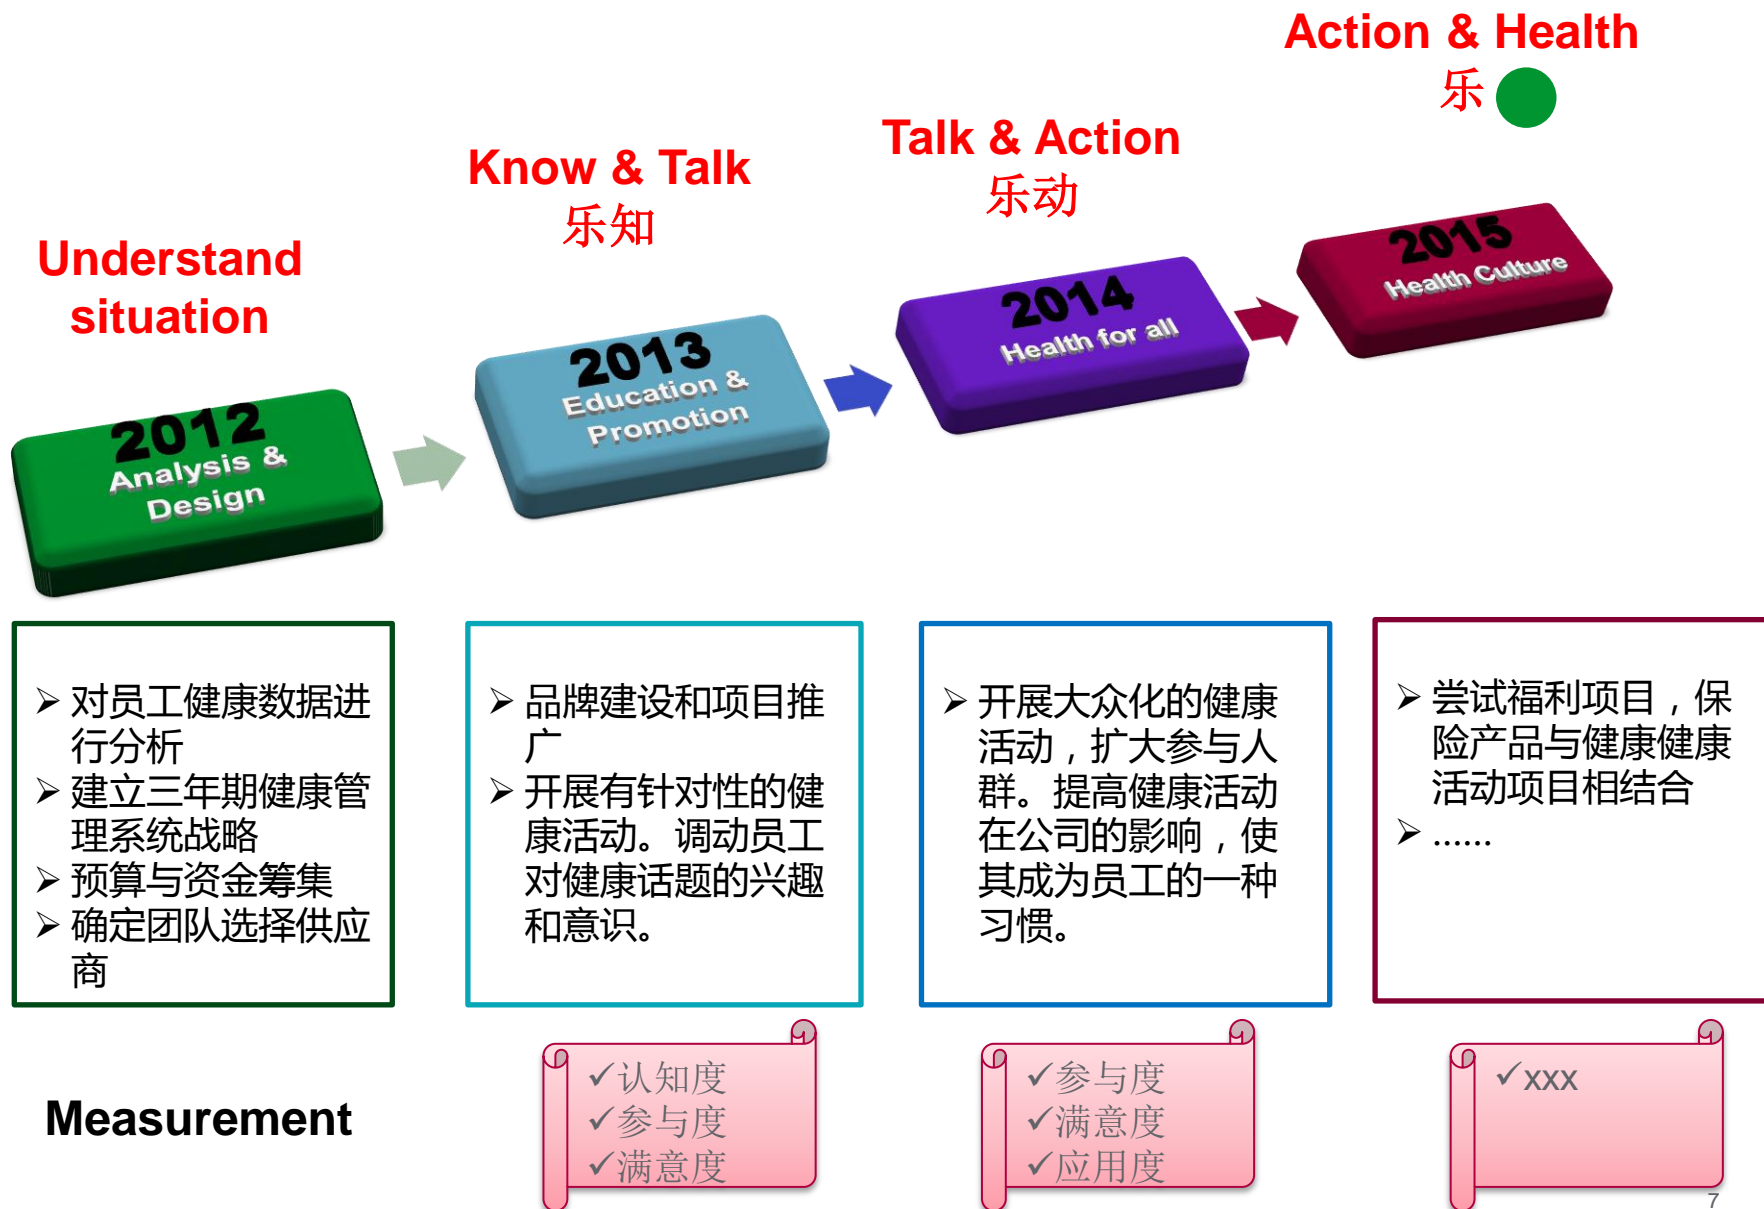 Action & Health
乐
Talk & Action
乐动
Know & Talk
乐知
Understand
situation
2012
Analysis &
Design
2013
Education &
Promotion
2014
Health for all
2015
Health Culture
➢ 对员工健康数据进
行分析
➢ 建立三年期健康管
理系统战略
➢ 预算与资金筹集
➢ 确定团队选择供应
商
➢ 品牌建设和项目推
广
➢ 开展有针对性的健
康活动。调动员工
对健康话题的兴趣
和意识。
➢ 开展大众化的健康
活动，扩大参与人
群。提高健康活动
在公司的影响，使
其成为员工的一种
习惯。
➢ 尝试福利项目，保
险产品与健康健康
活动项目相结合
➢ ......
Measurement
✓认知度
✓参与度
✓满意度
✓参与度
✓满意度
✓应用度
✓xxx
7